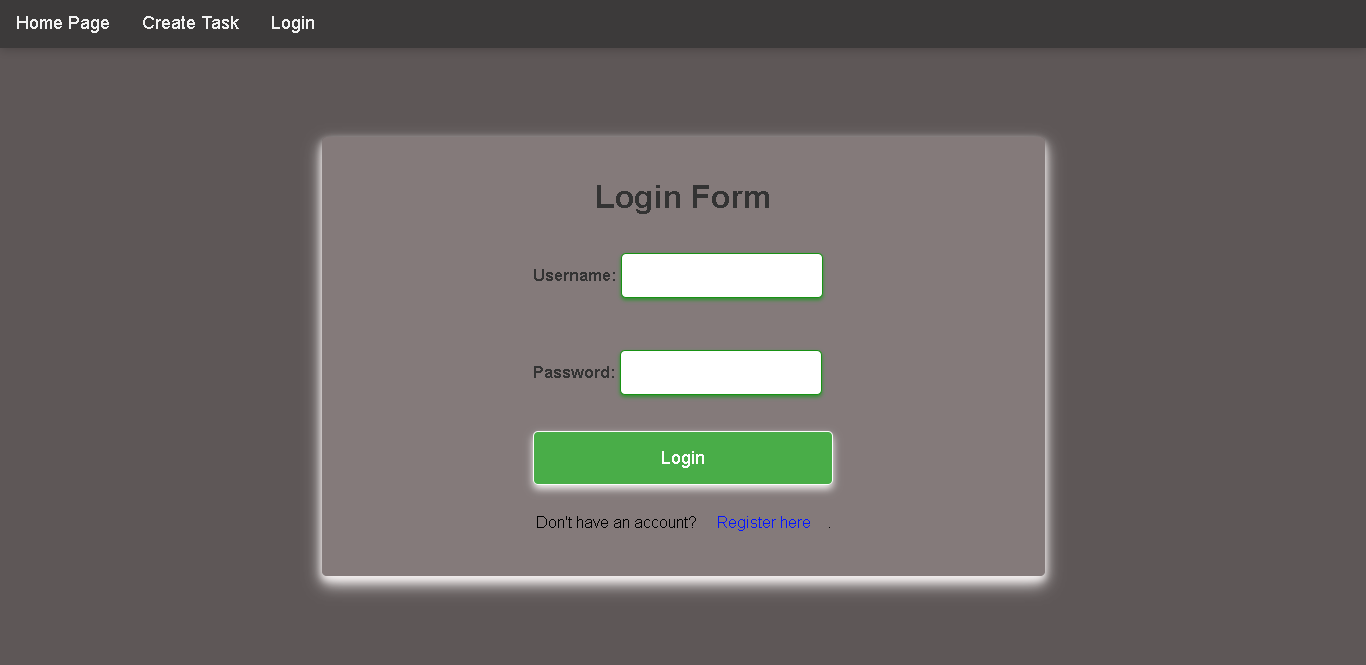 Home Page Create Task Login
Login Form
Username:
Password:
Login
Don't have an account? Register here .